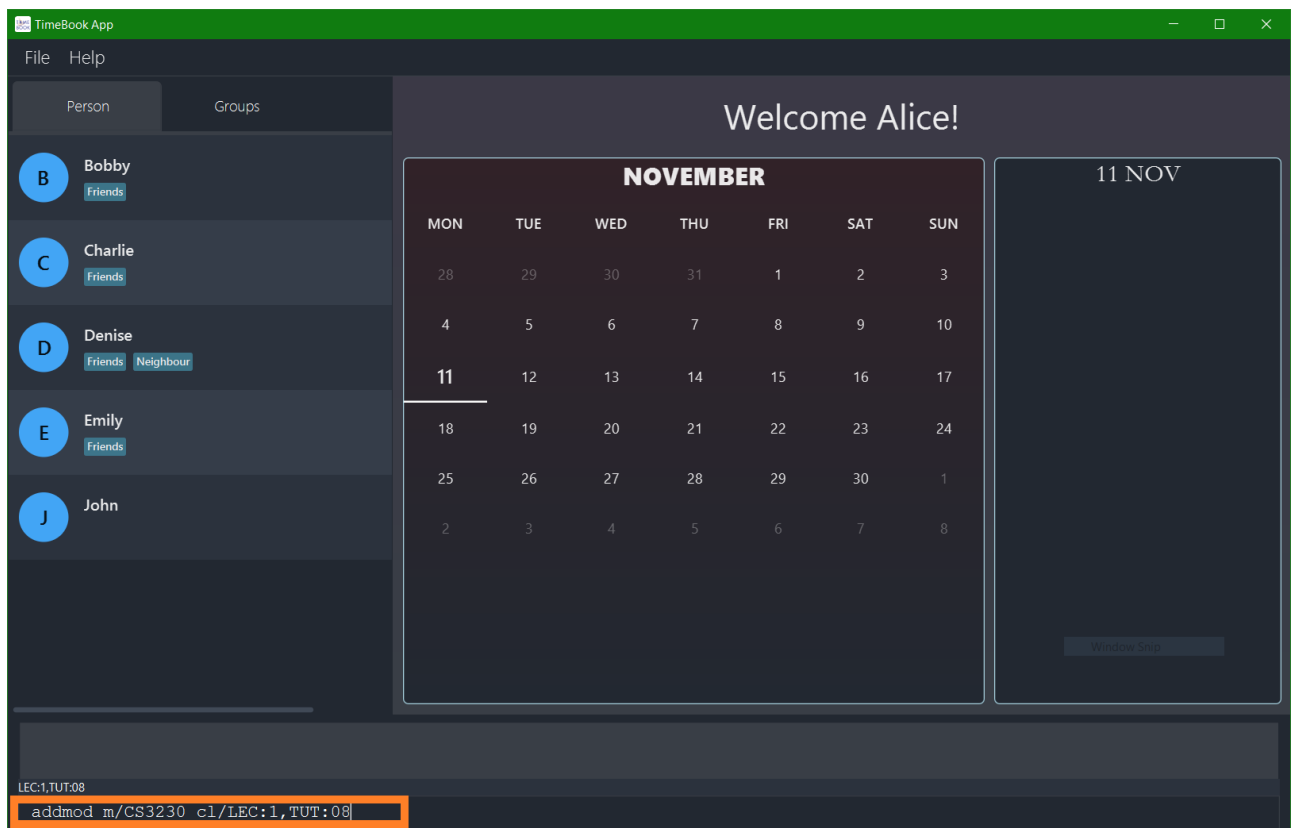 TimeBook App
File Help
Person Groups
Welcome Alice!
B Bobby
Friends
C Charlie
Friends
D Denise
Friends Neighbour
E Emily
Friends
J John
NOVEMBER
MON TUE WED THU FRI SAT SUN
28 29 30 31 1 2 3
4 5 6 7 8 9 10
11 12 13 14 15 16 17
18 19 20 21 22 23 24
25 26 27 28 29 30 1
2 3 4 5 6 7 8
11 NOV
Window Snip
LEC:1,TUT:08
addmod m/CS3230 cl/LEC:1,TUT:08